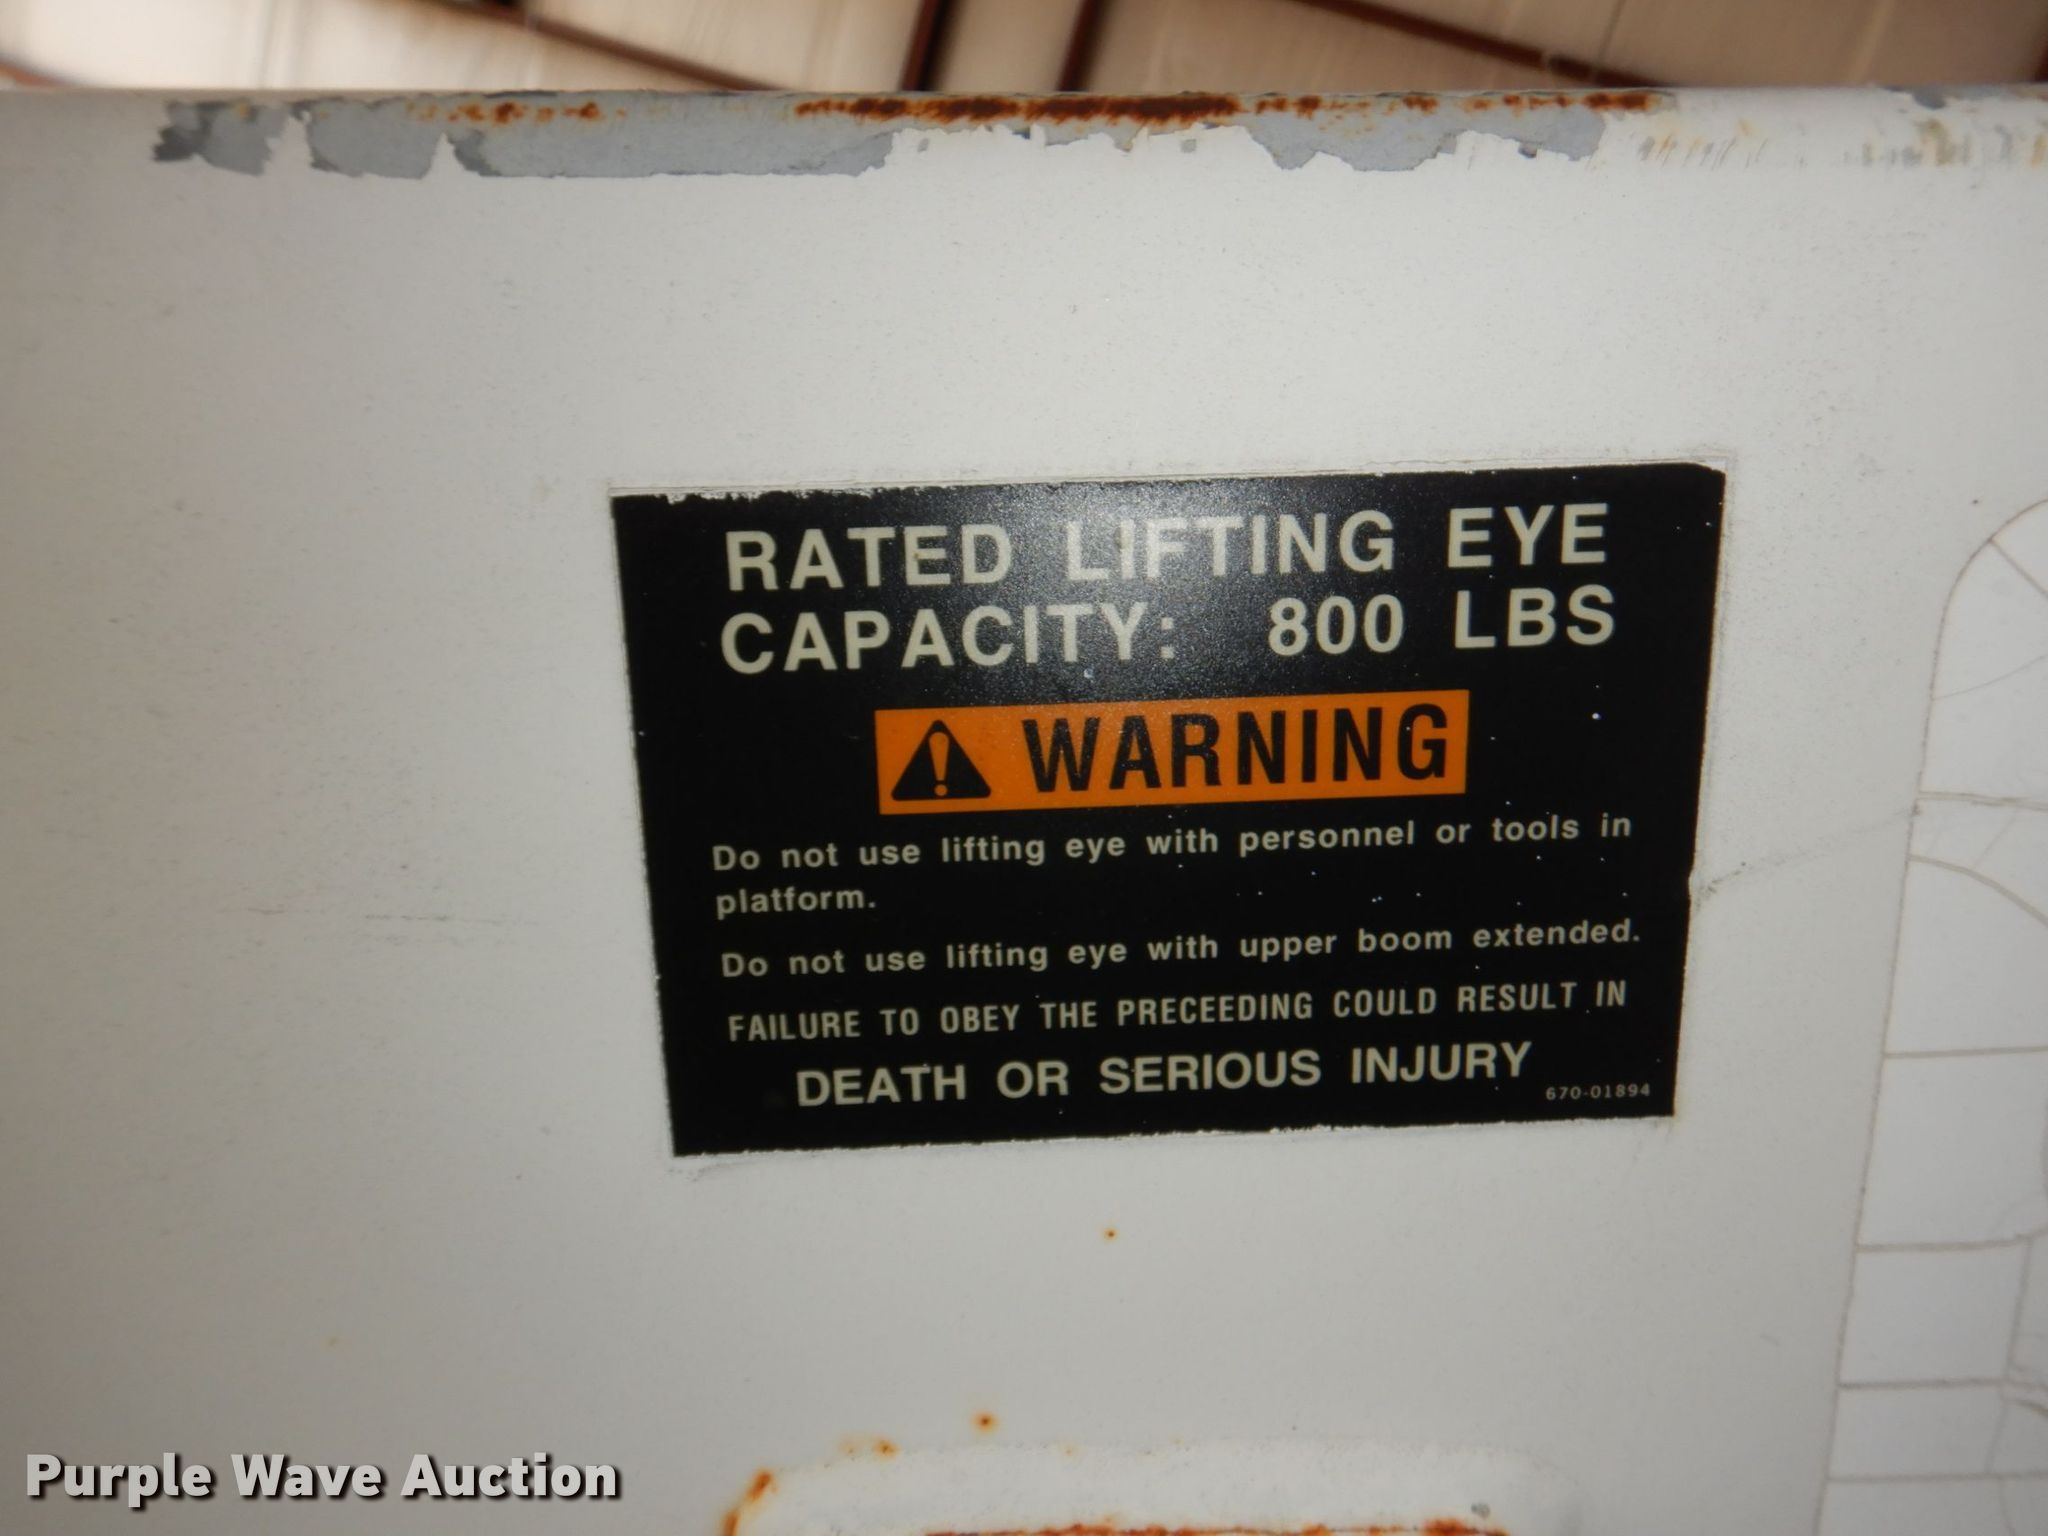 RATED LIFTING EYE
CAPACITY: 800 LBS
WARNING
Do not use lifting eye with personnel or tools in
platform.
Do not use lifting eye with upper boom extended.
FAILURE TO OBEY THE PRECEEDING COULD RESULT IN
DEATH OR SERIOUS INJURY
670-01894
Purple Wave Auction